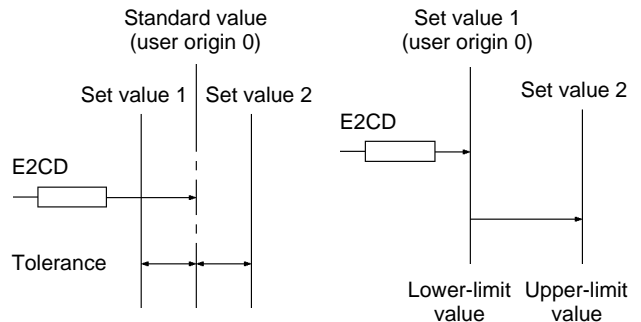 Standard value
(user origin 0)
Set value 1
Set value 2
E2CD
Tolerance
Set value 1
(user origin 0)
Set value 2
E2CD
Lower-limit
value
Upper-limit
value